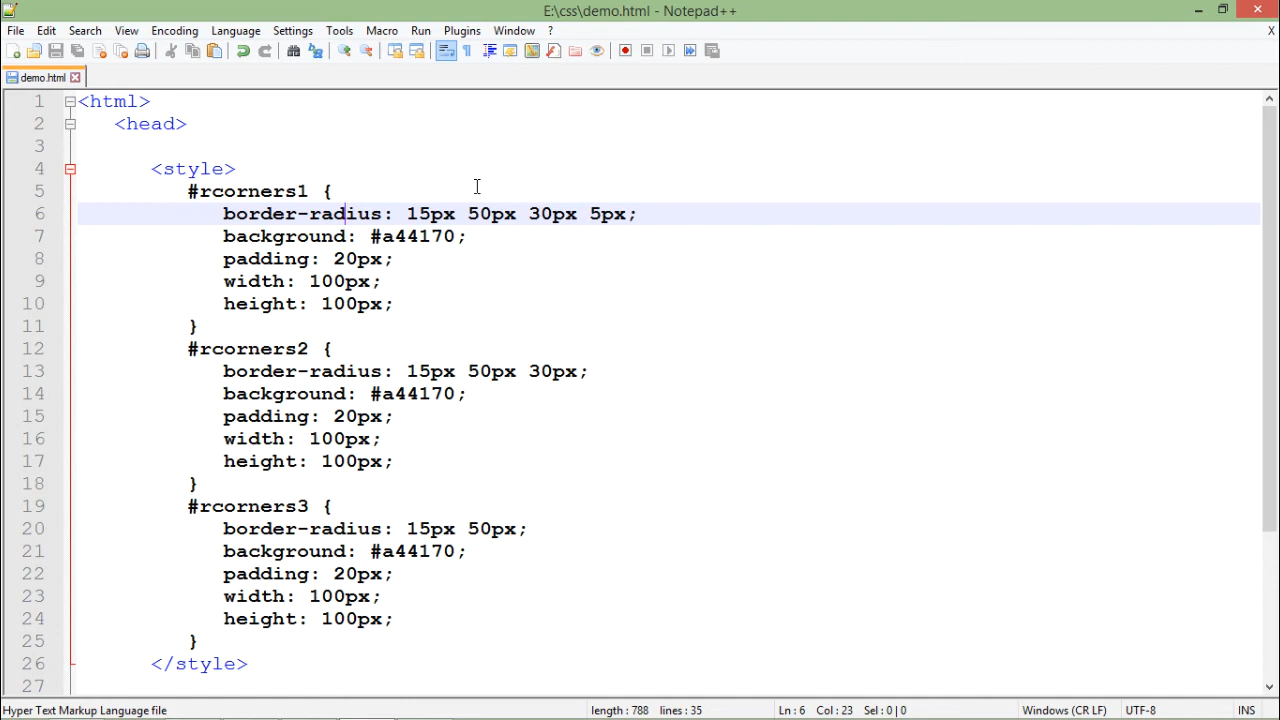 E:\css\demo.html - Notepad++
File Edit Search View Encoding Language Settings Tools Macro Run Plugins Window ? X
demo.html
1 <html>
2 <head>
3
4 <style>
5 #rcorners1 {
6 border-radius: 15px 50px 30px 5px;
7 background: #a44170;
8 padding: 20px;
9 width: 100px;
10 height: 100px;
11 }
12 #rcorners2 {
13 border-radius: 15px 50px 30px;
14 background: #a44170;
15 padding: 20px;
16 width: 100px;
17 height: 100px;
18 }
19 #rcorners3 {
20 border-radius: 15px 50px;
21 background: #a44170;
22 padding: 20px;
23 width: 100px;
24 height: 100px;
25 }
26 </style>
27
Hyper Text Markup Language file length : 788 lines : 35 Ln : 6 Col : 23 Sel : 0 | 0 Windows (CR LF) UTF-8 INS